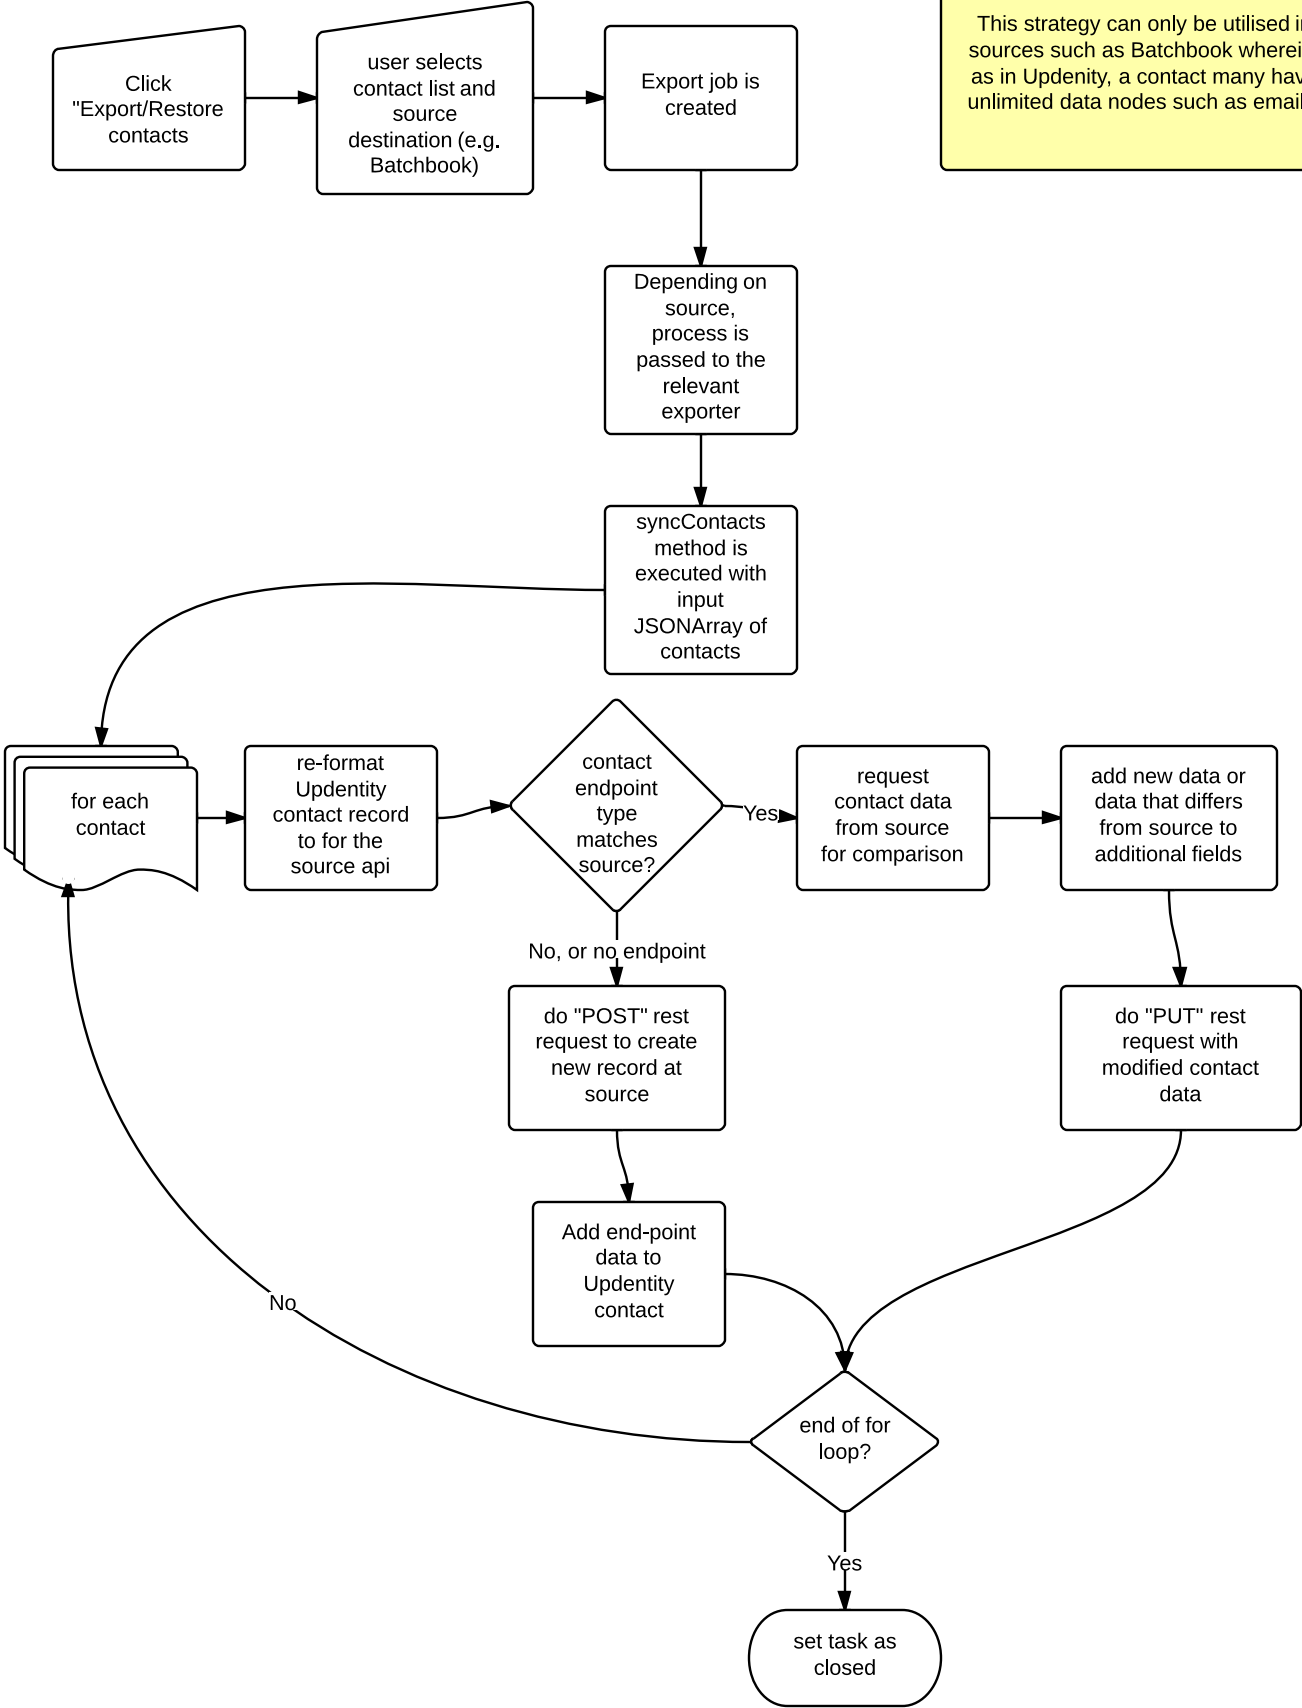 Click
"Export/Restore
contacts
user selects
contact list and
source
destination (e.g.
Batchbook)
Export job is
created
This strategy can only be utilised
sources such as Batchbook
as in Updenity, a contact many
unlimited data nodes such as
Depending on
source,
process is
passed to the
relevant
exporter
syncContacts
method is
executed with
input
JSONArray of
contacts
for each
contact
re-format
Updentity
contact record
to for the
source api
contact
endpoint
type
matches
source?
Yes
request
contact data
from source
for comparison
add new data or
data that differs
from source to
additional fields
No, or no endpoint
do "POST" rest
request to create
new record at
source
do "PUT" rest
request with
modified contact
data
Add end-point
data to
Updentity
contact
No
end of for
loop?
Yes
set task as
closed